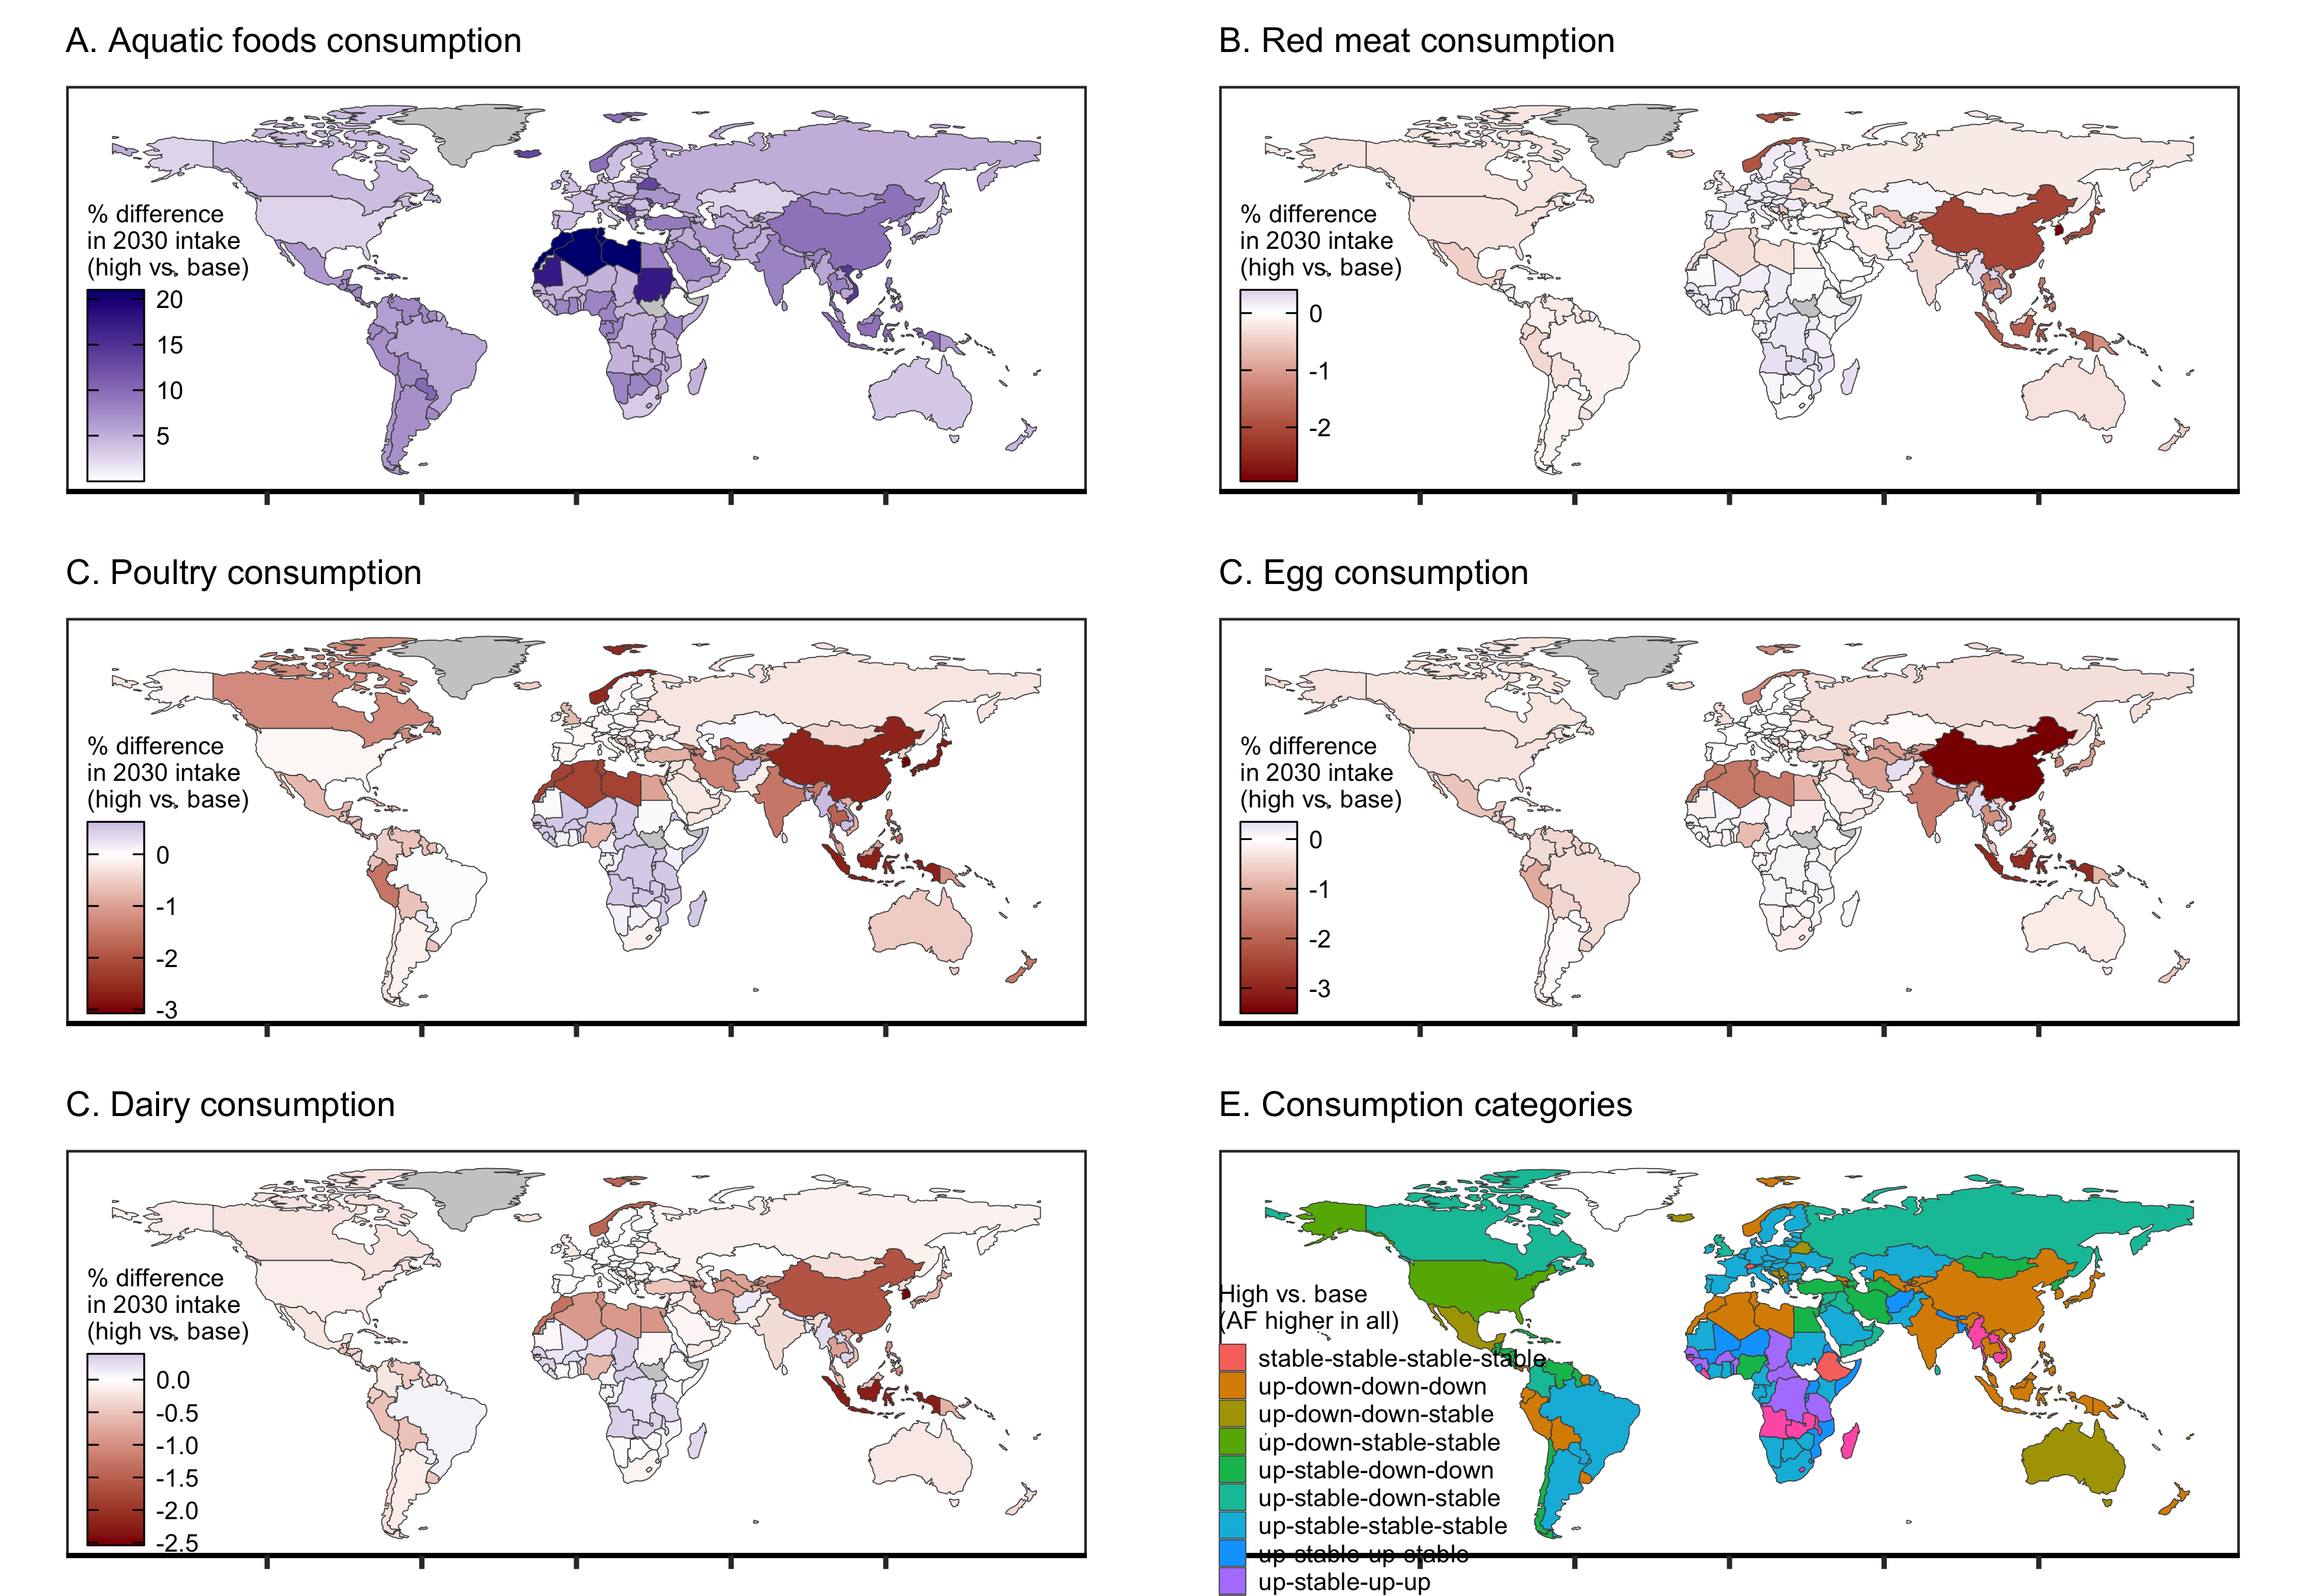 A. Aquatic foods consumption
% difference
in 2030 intake
(high vs. base)
20
15
10
5
B. Red meat consumption
% difference
in 2030 intake
(high vs. base)
0
-1
-2
C. Poultry consumption
% difference
in 2030 intake
(high vs. base)
0
-1
-2
-3
C. Egg consumption
% difference
in 2030 intake
(high vs. base)
0
-1
-2
-3
C. Dairy consumption
% difference
in 2030 intake
(high vs. base)
0.0
-0.5
-1.0
-1.5
-2.0
-2.5
E. Consumption categories
High vs. base
(AF higher in all)
stable-stable-stable-stable
up-down-down-down
up-down-down-stable
up-down-stable-stable
up-stable-down-down
up-stable-down-stable
up-stable-stable-stable
up-stable-up-stable
up-stable-up-up